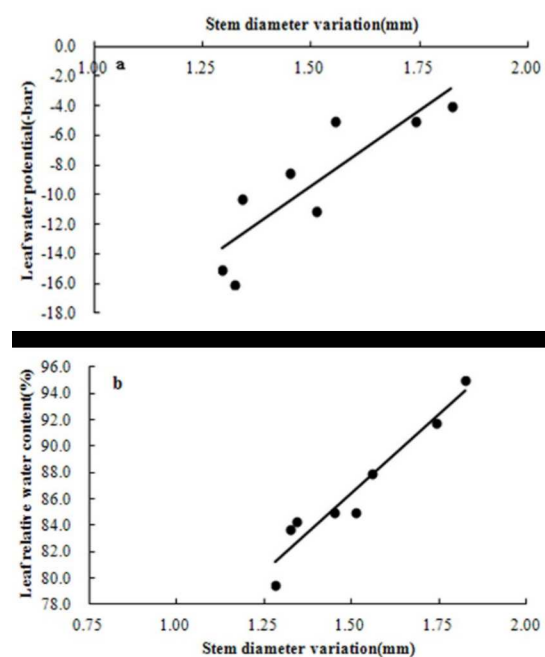 Stem diameter variation(mm)
0.0
1.00 1.25 1.50 1.75 2.00
a
-2.0
-4.0
-6.0
-8.0
-10.0
-12.0
-14.0
-16.0
-18.0
Leaf water potential(-bar)
96.0
b
94.0
92.0
90.0
88.0
86.0
84.0
82.0
80.0
78.0
Leaf relative water content(%)
0.75 1.00 1.25 1.50 1.75 2.00
Stem diameter variation(mm)